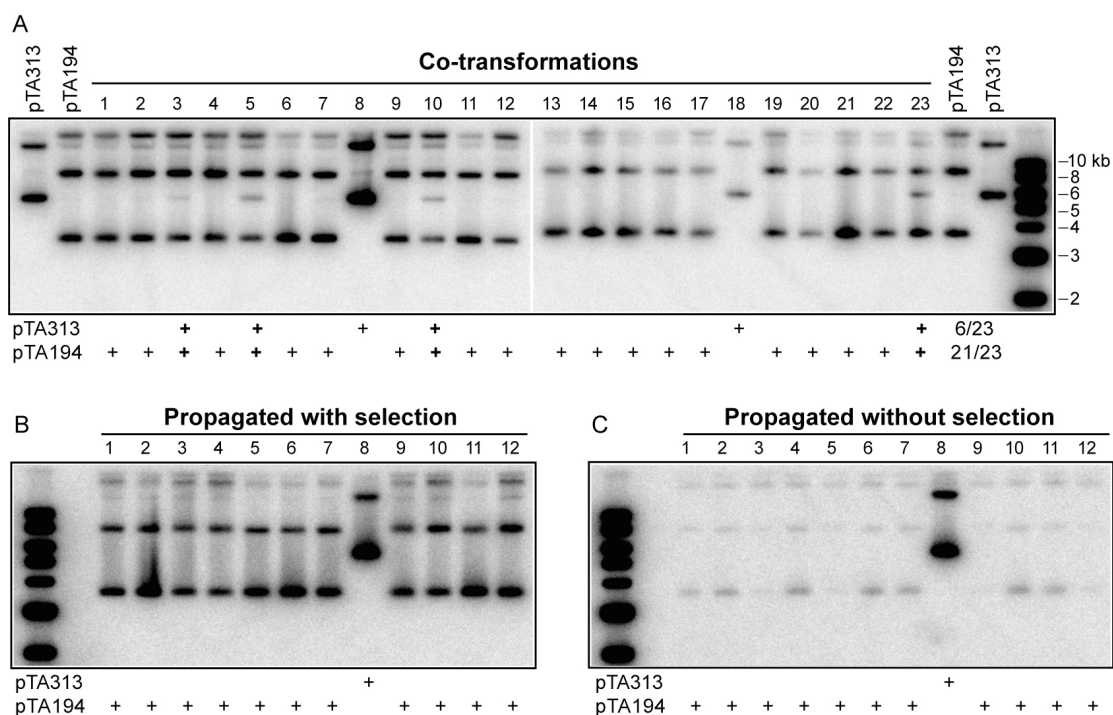 A
pTA313
pTA194
Co-transformations
1 2 3 4 5 6 7 8 9 10 11 12 13 14 15 16 17 18 19 20 21 22 23
pTA194
pTA313
–10 kb
–8
–6
–5
–4
–3
–2
pTA313 + + + + + + 6/23
pTA194 + + + + + + + + + + + + + + + + + + + + + 21/23
B
Propagated with selection
1 2 3 4 5 6 7 8 9 10 11 12
pTA313 +
pTA194 + + + + + + + + + + +
C
Propagated without selection
1 2 3 4 5 6 7 8 9 10 11 12
pTA313 +
pTA194 + + + + + + + + + + +